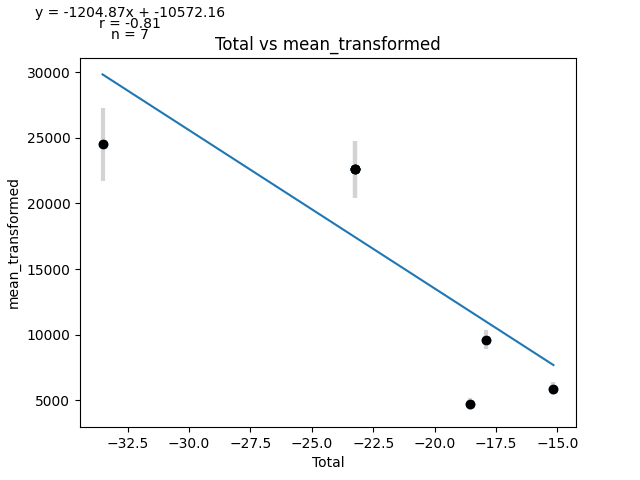 y = -1204.87x + -10572.16
r = -0.81
n = 7
Total vs mean_transformed
30000
25000
20000
15000
10000
5000
mean_transformed
−32.5 −30.0 −27.5 −25.0 −22.5 −20.0 −17.5 −15.0
Total